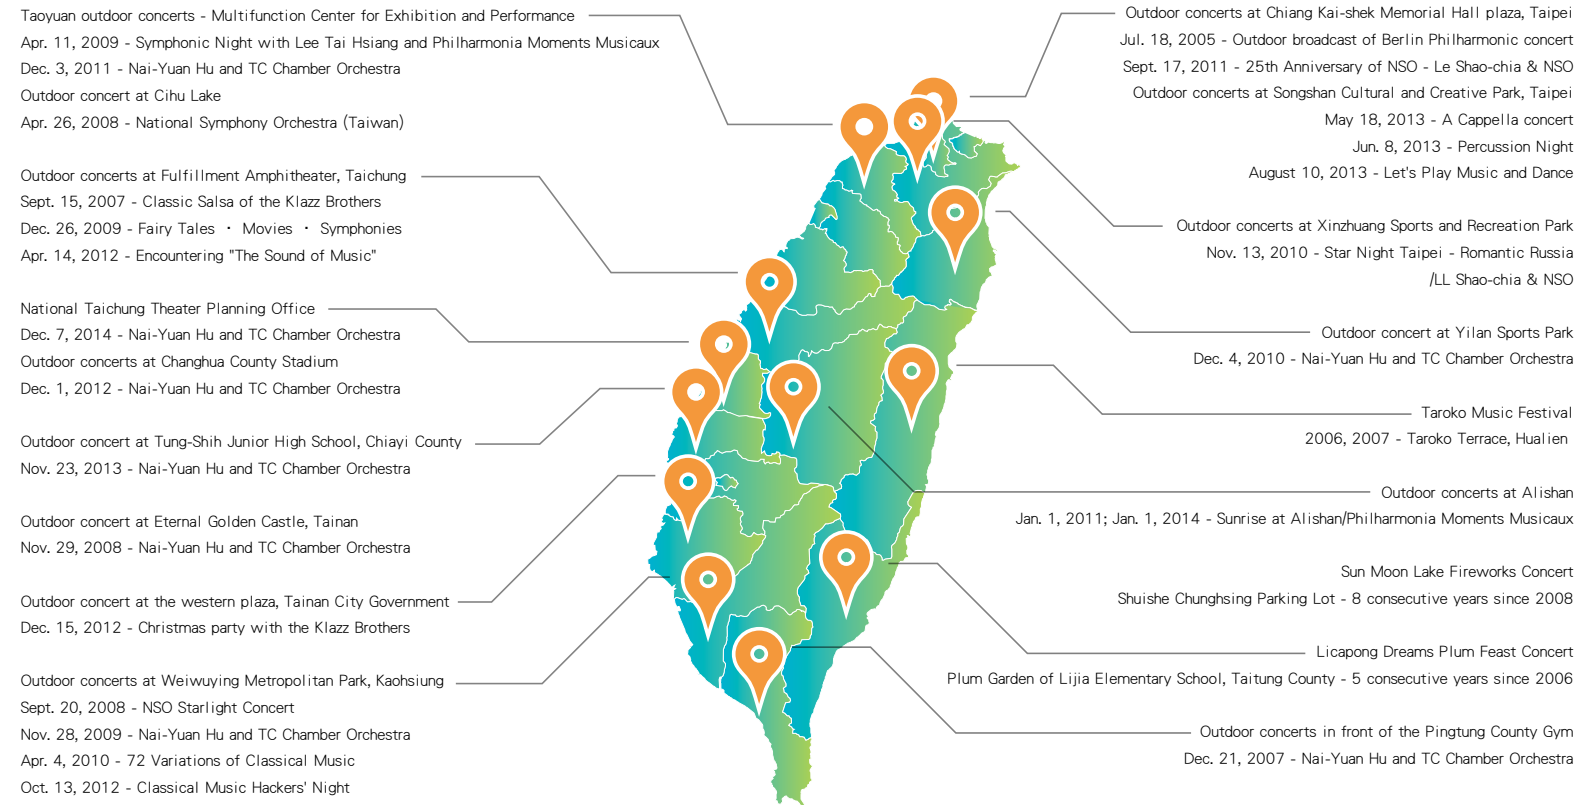 Taoyuan outdoor concerts - Multifunction Center for Exhibition and Performance
Apr. 11, 2009 - Symphonic Night with Lee Tai Hsiang and Philharmonia Moments Musicaux
Dec. 3, 2011 - Nai-Yuan Hu and TC Chamber Orchestra
Outdoor concert at Cihu Lake
Apr. 26, 2008 - National Symphony Orchestra (Taiwan)
Outdoor concerts at Fulfillment Amphitheater, Taichung
Sept. 15, 2007 - Classic Salsa of the Klazz Brothers
Dec. 26, 2009 - Fairy Tales · Movies · Symphonies
Apr. 14, 2012 - Encountering "The Sound of Music"
National Taichung Theater Planning Office
Dec. 7, 2014 - Nai-Yuan Hu and TC Chamber Orchestra
Outdoor concerts at Changhua County Stadium
Dec. 1, 2012 - Nai-Yuan Hu and TC Chamber Orchestra
Outdoor concert at Tung-Shih Junior High School, Chiayi County
Nov. 23, 2013 - Nai-Yuan Hu and TC Chamber Orchestra
Outdoor concert at Eternal Golden Castle, Tainan
Nov. 29, 2008 - Nai-Yuan Hu and TC Chamber Orchestra
Outdoor concert at the western plaza, Tainan City Government
Dec. 15, 2012 - Christmas party with the Klazz Brothers
Outdoor concerts at Weiwuying Metropolitan Park, Kaohsiung
Sept. 20, 2008 - NSO Starlight Concert
Nov. 28, 2009 - Nai-Yuan Hu and TC Chamber Orchestra
Apr. 4, 2010 - 72 Variations of Classical Music
Oct. 13, 2012 - Classical Music Hackers' Night
Outdoor concerts at Chiang Kai-shek Memorial Hall plaza, Taipei
Jul. 18, 2005 - Outdoor broadcast of Berlin Philharmonic concert
Sept. 17, 2011 - 25th Anniversary of NSO - Le Shao-chia & NSO
Outdoor concerts at Songshan Cultural and Creative Park, Taipei
May 18, 2013 - A Cappella concert
Jun. 8, 2013 - Percussion Night
August 10, 2013 - Let's Play Music and Dance
Outdoor concerts at Xinzhuang Sports and Recreation Park
Nov. 13, 2010 - Star Night Taipei - Romantic Russia
/LL Shao-chia & NSO
Outdoor concert at Yilan Sports Park
Dec. 4, 2010 - Nai-Yuan Hu and TC Chamber Orchestra
Taroko Music Festival
2006, 2007 - Taroko Terrace, Hualien
Outdoor concerts at Alishan
Jan. 1, 2011; Jan. 1, 2014 - Sunrise at Alishan/Philharmonia Moments Musicaux
Sun Moon Lake Fireworks Concert
Shuishe Chunghsing Parking Lot - 8 consecutive years since 2008
Licapong Dreams Plum Feast Concert
Plum Garden of Lijia Elementary School, Taitung County - 5 consecutive years since 2006
Outdoor concerts in front of the Pingtung County Gym
Dec. 21, 2007 - Nai-Yuan Hu and TC Chamber Orchestra